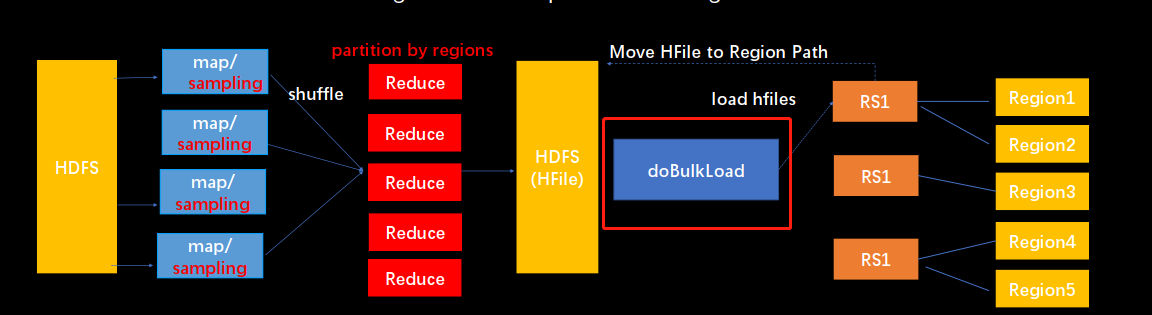 HDFS
map/
sampling
map/
sampling
map/
sampling
map/
sampling
shuffle
partition by regions
Reduce
Reduce
Reduce
Reduce
Reduce
HDFS
(HFile)
Move HFile to Region Path
load hfiles
doBulkLoad
RS1
RS1
RS1
Region1
Region2
Region3
Region4
Region5